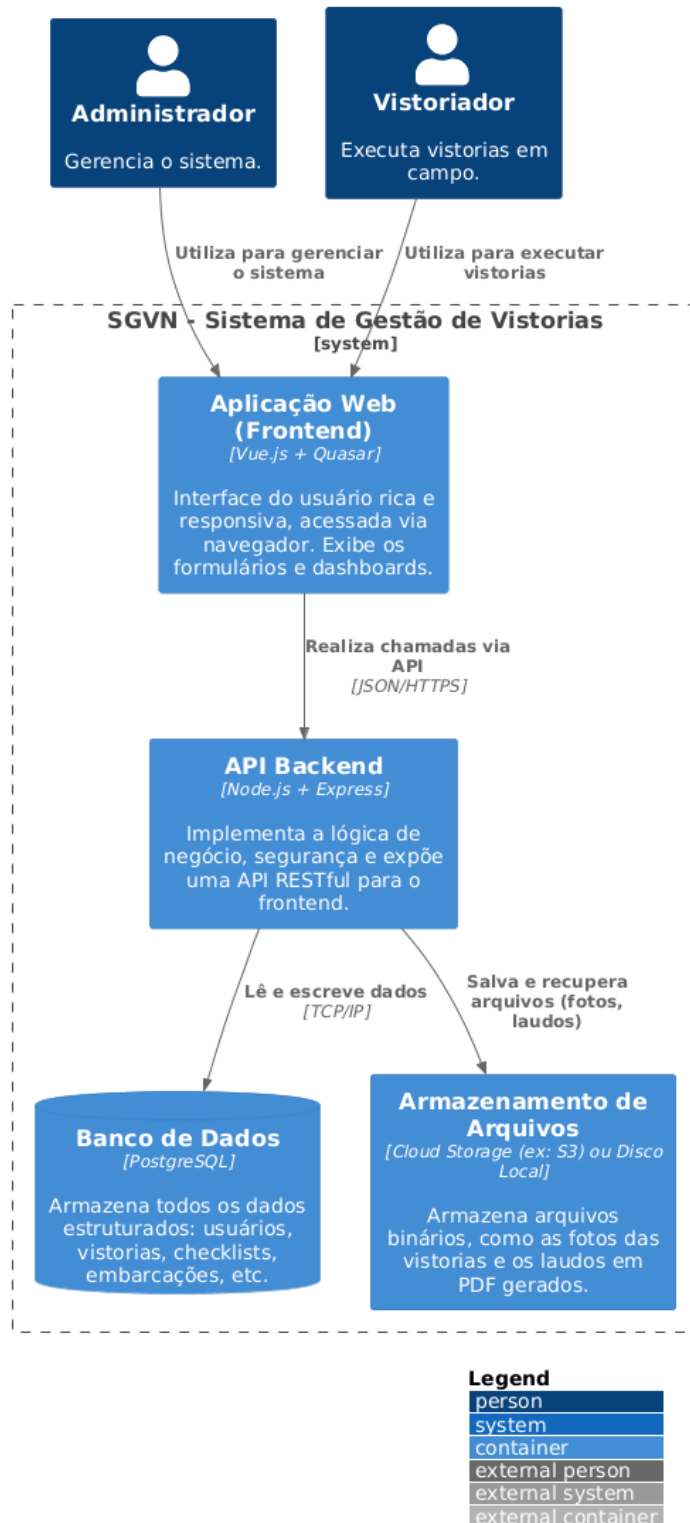 Administrador
Gerencia o sistema.
Vistoriador
Executa vistorias em
campo.
Utiliza para gerenciar
o sistema
Utiliza para executar
vistorias
SGVN - Sistema de Gestão de Vistorias
[system]
Aplicação Web
(Frontend)
[Vue.js + Quasar]
Interface do usuário rica e
responsiva, acessada via
navegador. Exibe os
formulários e dashboards.
Realiza chamadas via
API
[JSON/HTTPS]
API Backend
[Node.js + Express]
Implementa a lógica de
negócio, segurança e expõe
uma API RESTful para o
frontend.
Lê e escreve dados
[TCP/IP]
Salva e recupera
arquivos (fotos,
laudos)
Banco de Dados
[PostgreSQL]
Armazena todos os dados
estruturados: usuários,
vistorias, checklists,
embarcações, etc.
Armazenamento de
Arquivos
[Cloud Storage (ex: S3) ou Disco
Local]
Armazena arquivos
binários, como as fotos das
vistorias e os laudos em
PDF gerados.
Legend
person
system
container
external person
external system
external container